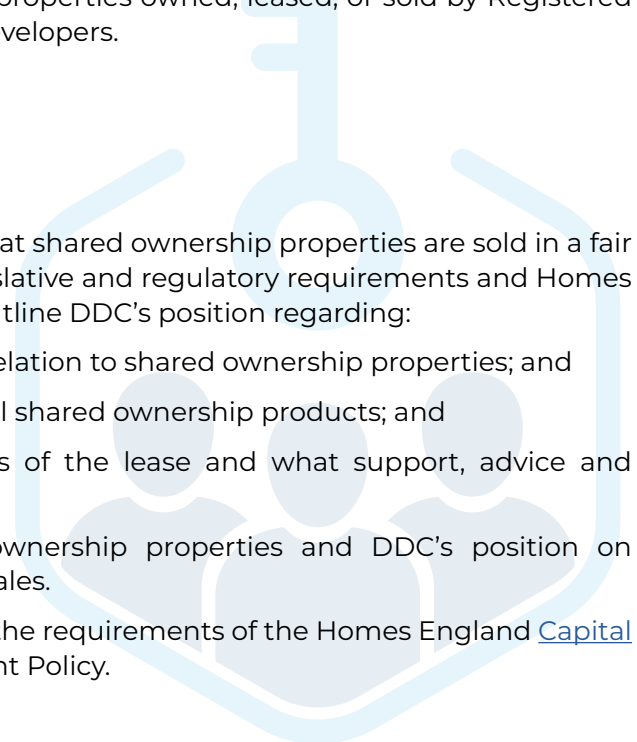 properties owned, leased, or sold by Registered
velopers.
at shared ownership properties are sold in a fair
slative and regulatory requirements and Homes
tline DDC’s position regarding:
elation to shared ownership properties; and
l shared ownership products; and
s of the lease and what support, advice and
ownership properties and DDC’s position on
ales.
the requirements of the Homes England Capital
nt Policy.